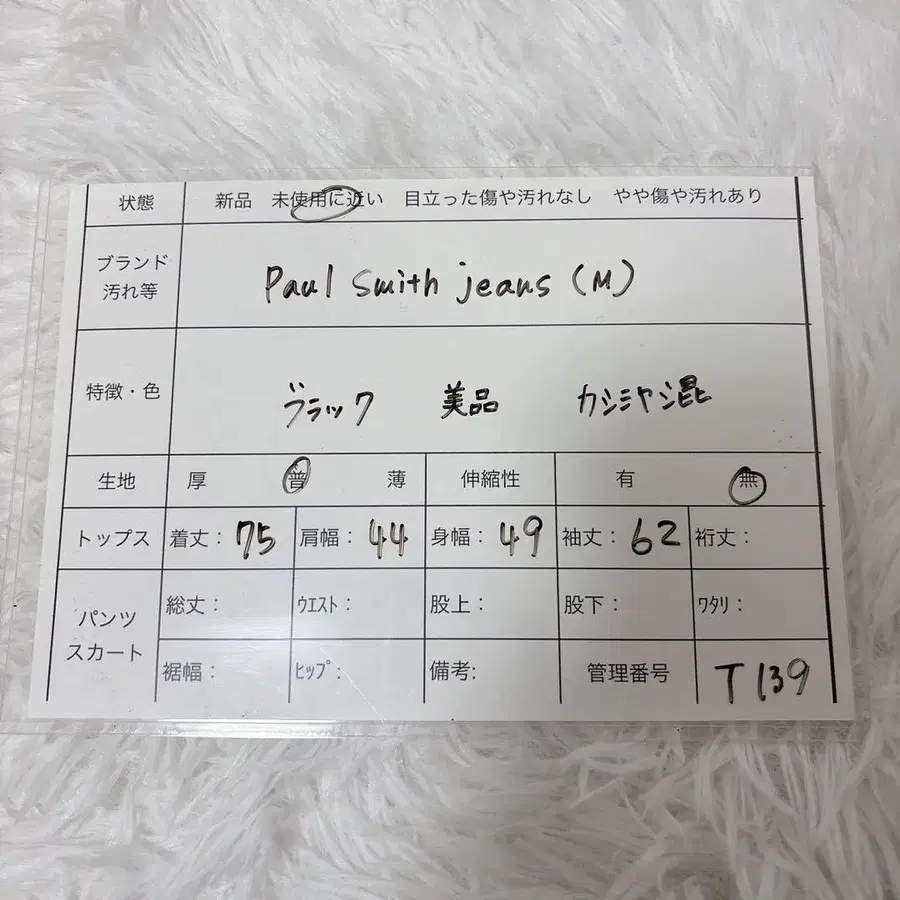 状態 新品 未使用に近い 目立った傷や汚れなし やや傷や汚れあり
ブランド
汚れ等
Paul Smith jeans (M)
特徴・色 ブラック 美品 カシミヤ混
生地 厚 普 薄 伸縮性 有 無
トップス 着丈: 75 肩幅: 44 身幅: 49 袖丈: 62 裄丈:
パンツ
スカート
総丈: ｳｴｽﾄ: 股上: 股下: ﾜﾀﾘ:
裾幅: ﾋｯﾌﾟ: 備考: 管理番号 T139